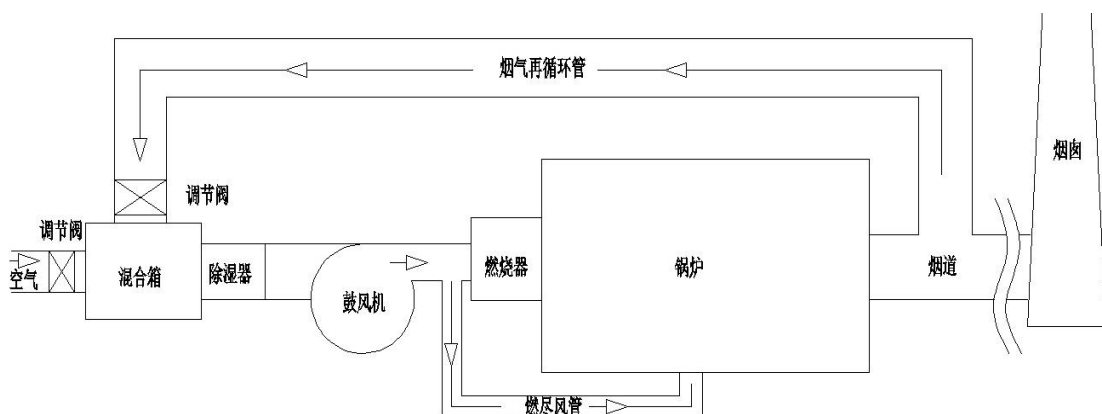 烟气再循环管
烟囱
调节阀
调节阀
空气
混合箱
除湿器
鼓风机
燃烧器
锅炉
烟道
燃尽风管